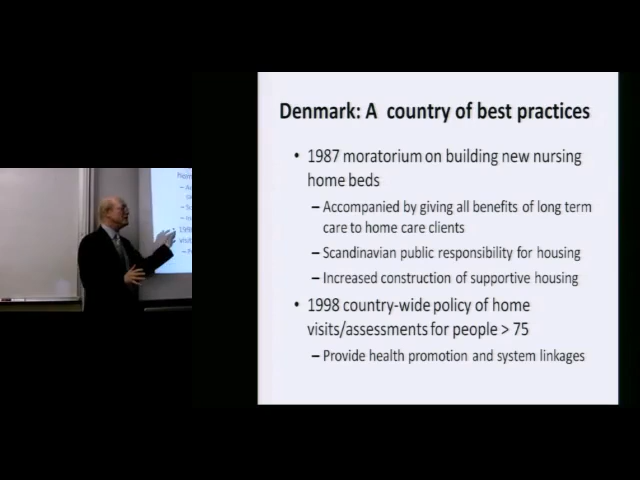 Denmark: A country of best practices
• 1987 moratorium on building new nursing
home beds
– Accompanied by giving all benefits of long term
care to home care clients
– Scandinavian public responsibility for housing
– Increased construction of supportive housing
• 1998 country-wide policy of home
visits/assessments for people > 75
– Provide health promotion and system linkages